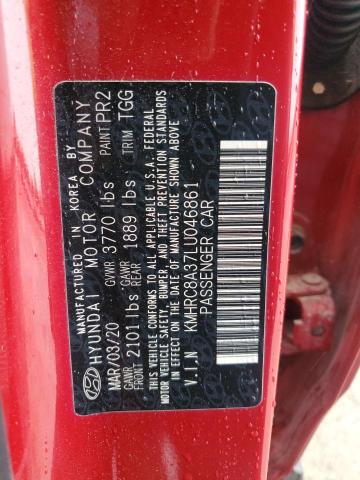 MANUFACTURED IN KOREA BY
HYUNDAI MOTOR COMPANY
MAR/03/20 GVWR 3770 lbs PAINT PR2
GAWR FRONT 2101 lbs GAWR REAR 1889 lbs TRIM TGG
THIS VEHICLE CONFORMS TO ALL APPLICABLE U.S.A. FEDERAL
MOTOR VEHICLE SAFETY, BUMPER, AND THEFT PREVENTION STANDARDS
IN EFFECT ON THE DATE OF MANUFACTURE SHOWN ABOVE
V.I.N KMHRC8A37LU046861
PASSENGER CAR